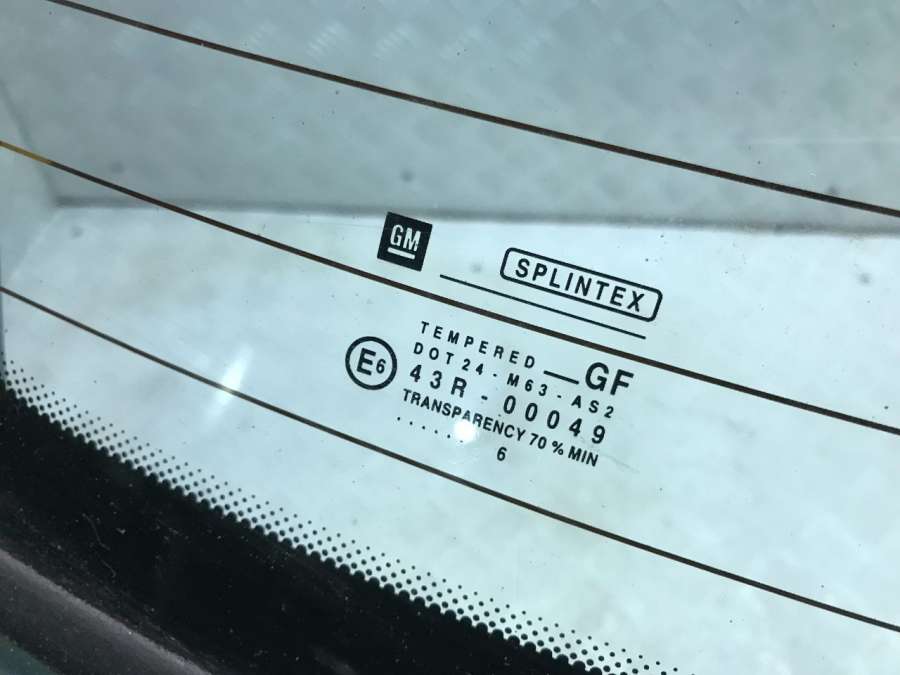 GM
SPLINTEX
TEMPERED
DOT 24 - M63 - AS2
GF
E6
43R - 00049
TRANSPARENCY 70 % MIN
. . . . . . .
6